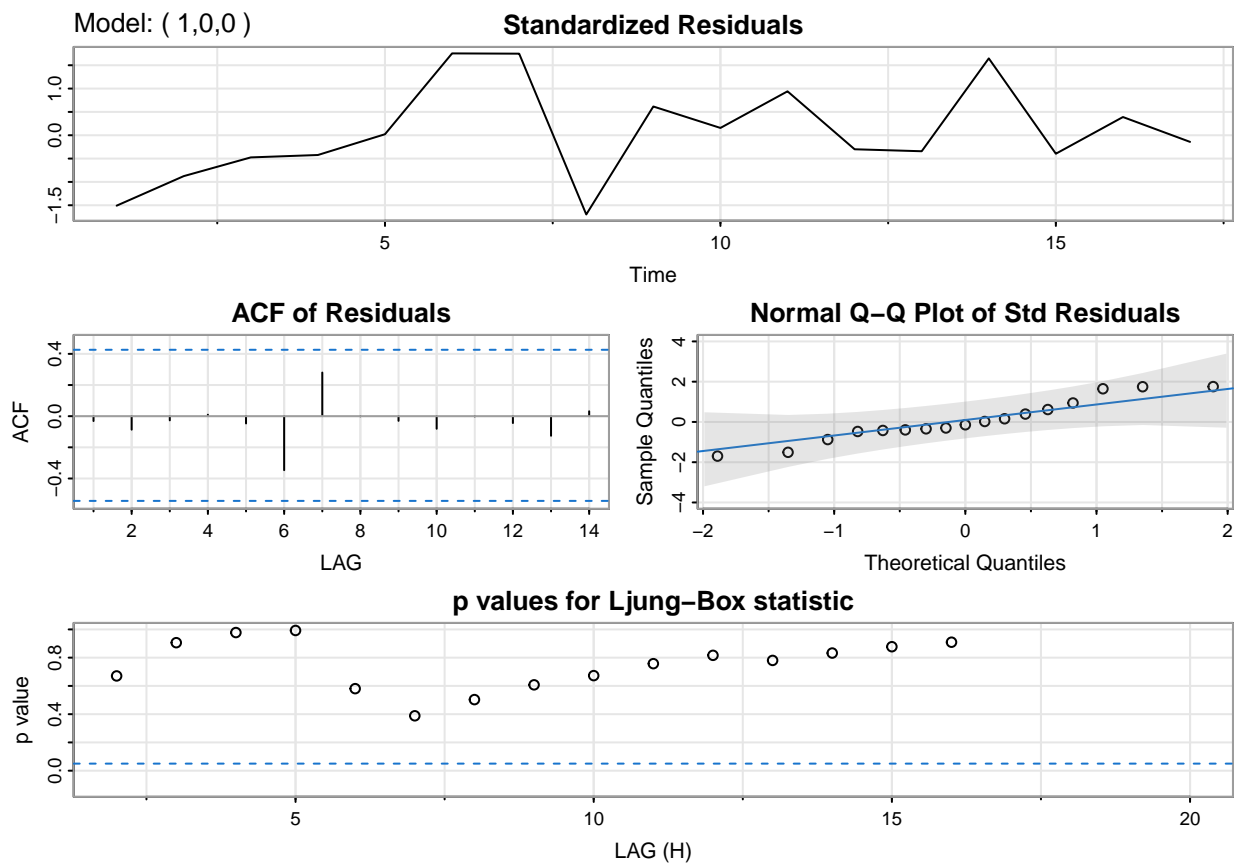 Model: ( 1,0,0 )
Standardized Residuals
1.0
0.0
−1.5
5
10
15
Time
ACF of Residuals
ACF
0.4
0.0
−0.4
2
4
6
8
10
12
14
LAG
Normal Q−Q Plot of Std Residuals
Sample Quantiles
4
2
0
−2
−4
−2
−1
0
1
2
Theoretical Quantiles
p values for Ljung−Box statistic
p value
0.8
0.4
0.0
5
10
15
20
LAG (H)